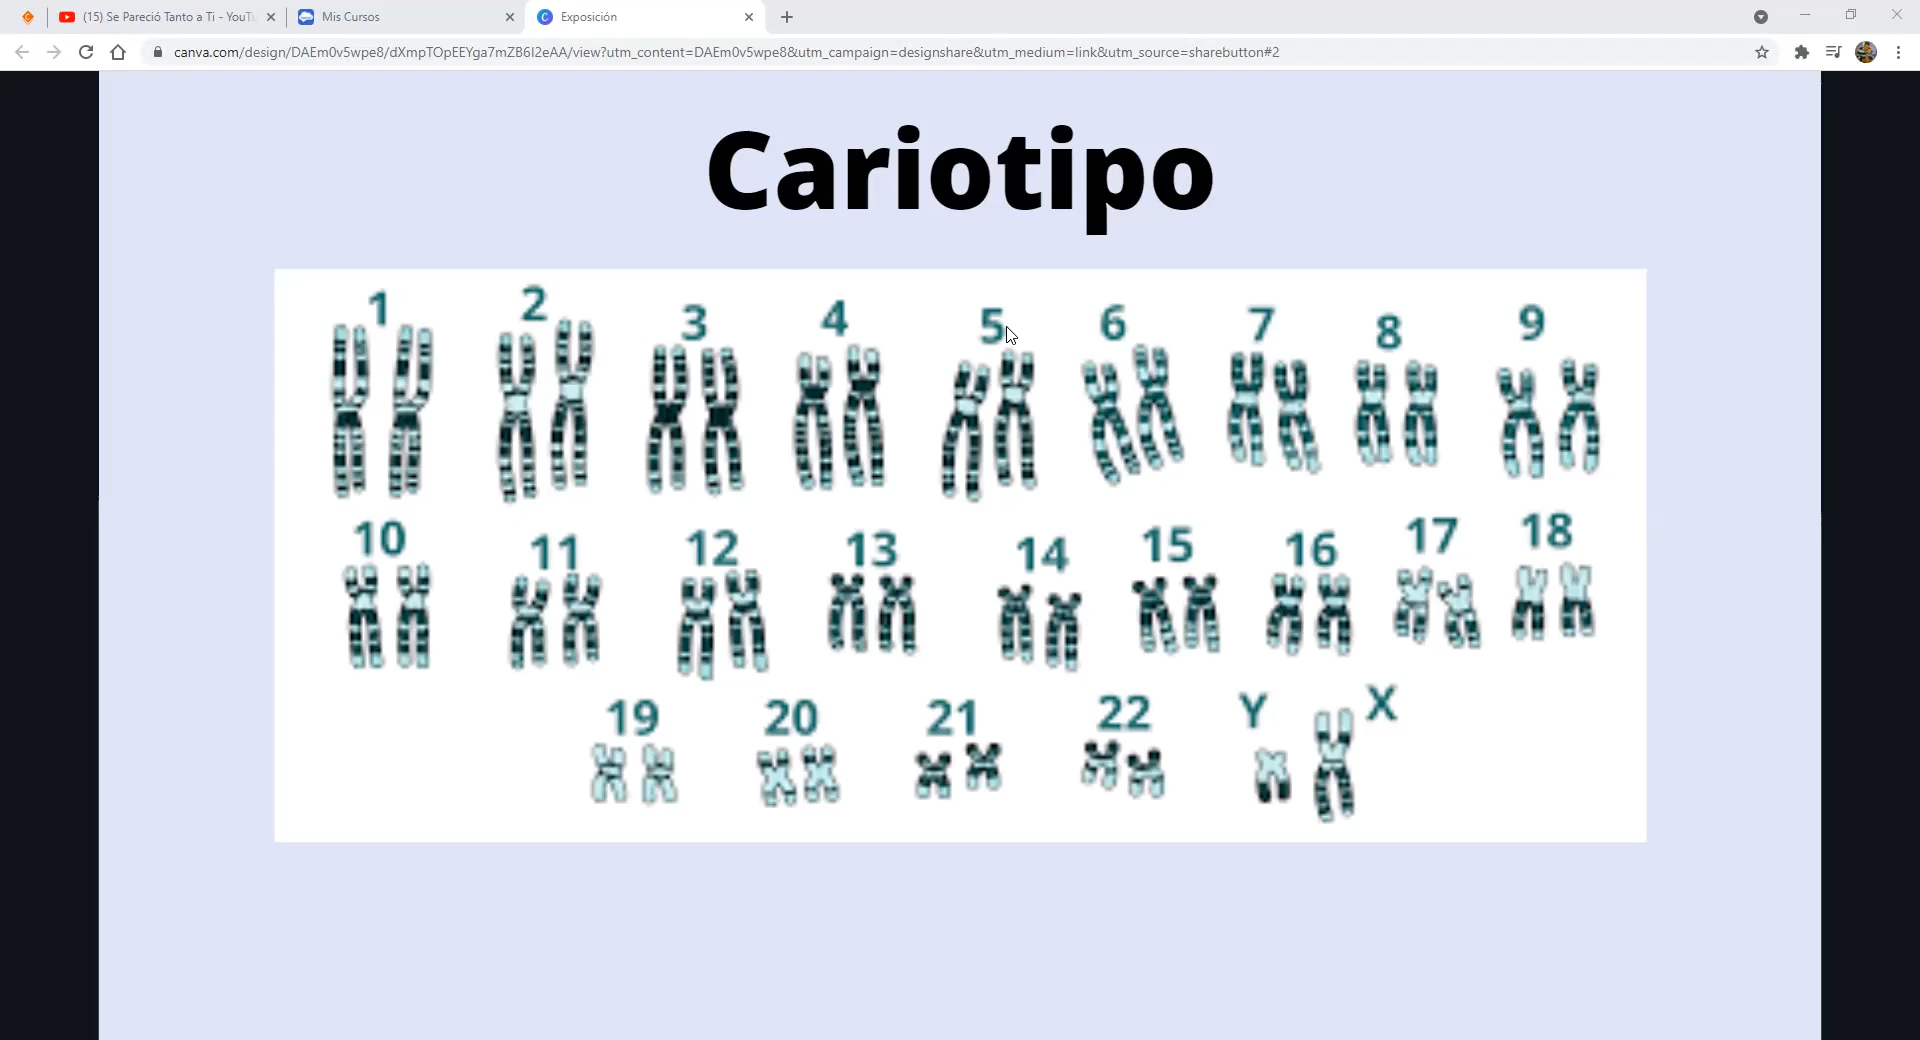 (15) Se Pareció Tanto a Ti - YouTu
Mis Cursos
Exposición
canva.com/design/DAEm0v5wpe8/dXmpTOpEEYga7mZB6I2eAA/view?utm_content=DAEm0v5wpe8&utm_campaign=designshare&utm_medium=link&utm_source=sharebutton#2
Cariotipo
1 2 3 4 5 6 7 8 9
10 11 12 13 14 15 16 17 18
19 20 21 22 Y X